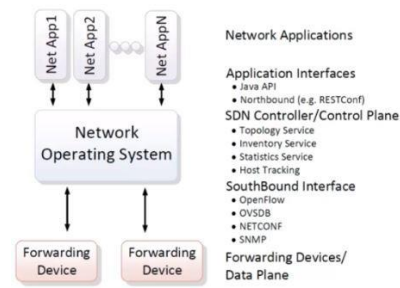 Net App1
Net App2
Net AppN
Network
Operating System
Forwarding
Device
Forwarding
Device
Network Applications
Application Interfaces
• Java API
• Northbound (e.g. RESTConf)
SDN Controller/Control Plane
• Topology Service
• Inventory Service
• Statistics Service
• Host Tracking
SouthBound Interface
• OpenFlow
• OVSDB
• NETCONF
• SNMP
Forwarding Devices/
Data Plane